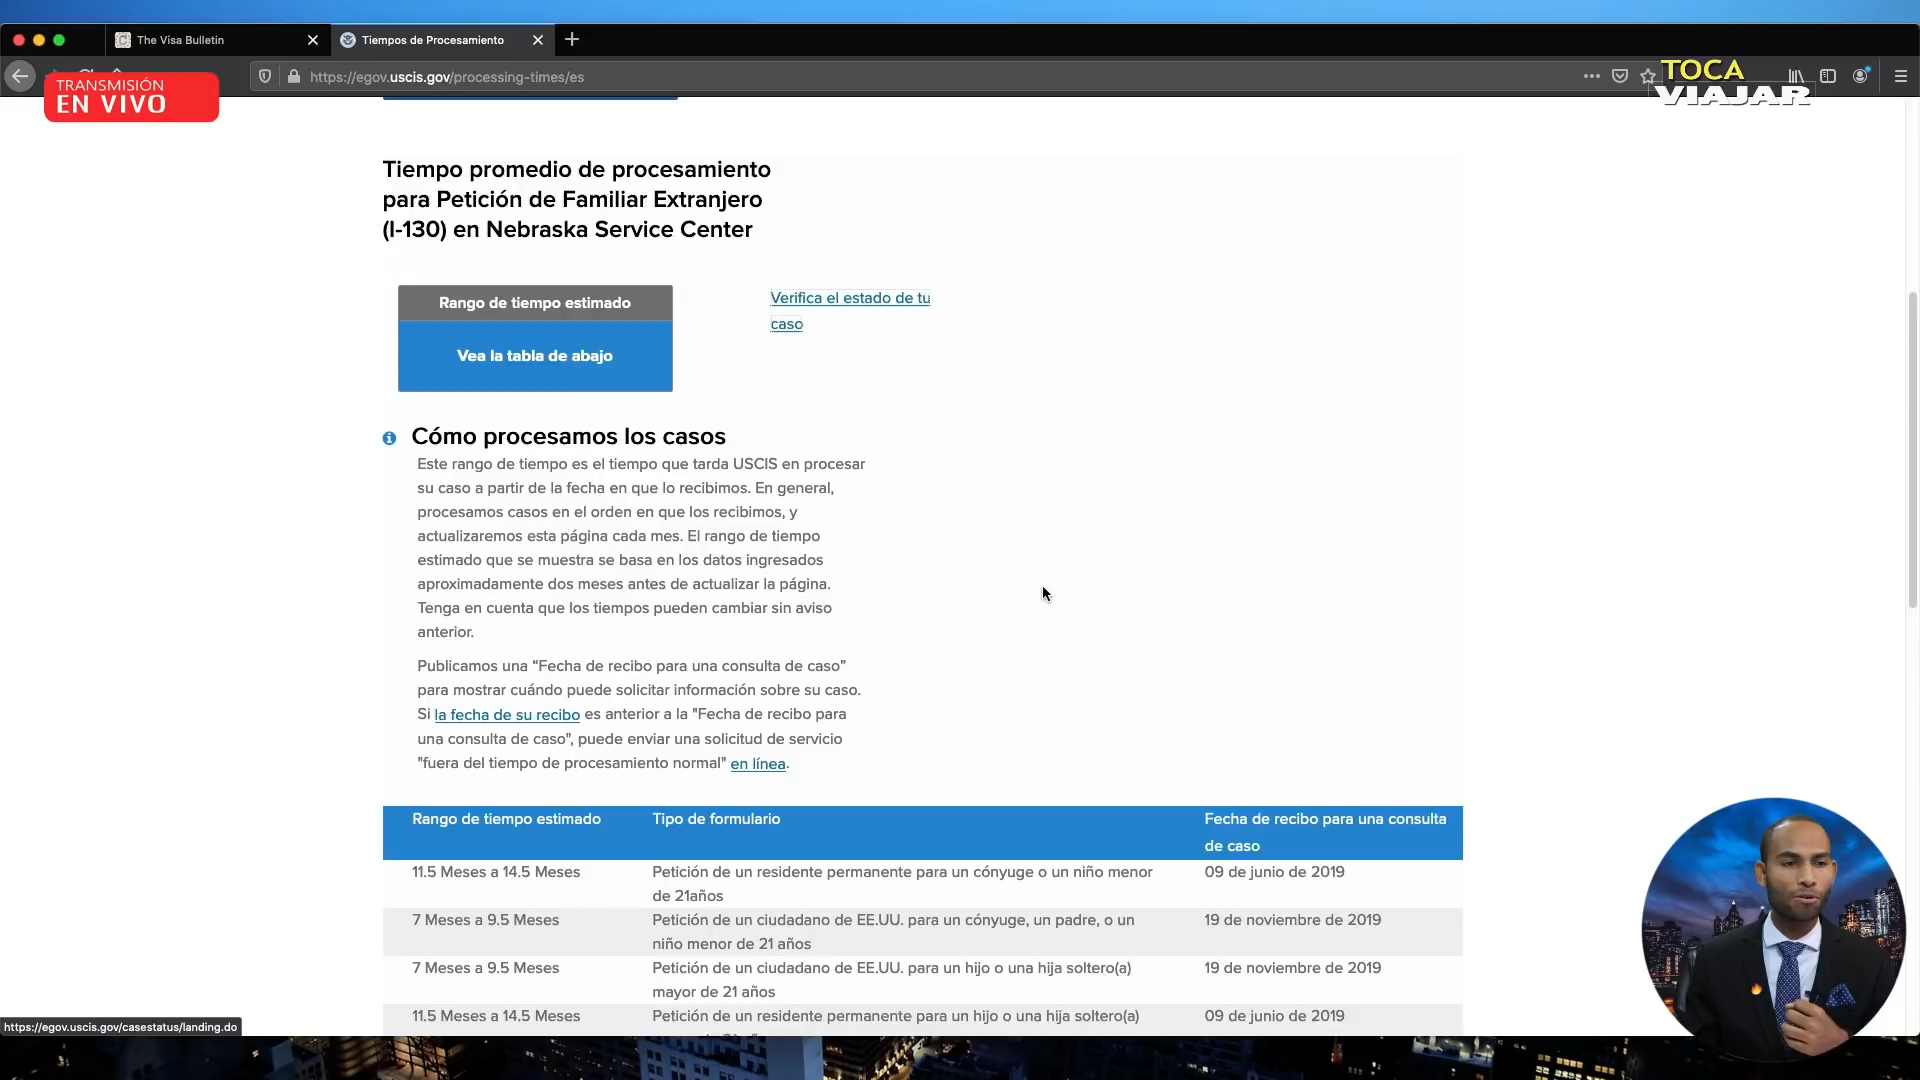 The Visa Bulletin
Tiempos de Procesamiento
https://egov.uscis.gov/processing-times/es
TRANSMISIÓN
EN VIVO
TOCA
VIAJAR
Tiempo promedio de procesamiento
para Petición de Familiar Extranjero
(I-130) en Nebraska Service Center
Rango de tiempo estimado
Vea la tabla de abajo
Verifica el estado de tu
caso
Cómo procesamos los casos
Este rango de tiempo es el tiempo que tarda USCIS en procesar
su caso a partir de la fecha en que lo recibimos. En general,
procesamos casos en el orden en que los recibimos, y
actualizaremos esta página cada mes. El rango de tiempo
estimado que se muestra se basa en los datos ingresados
aproximadamente dos meses antes de actualizar la página.
Tenga en cuenta que los tiempos pueden cambiar sin aviso
anterior.
Publicamos una “Fecha de recibo para una consulta de caso”
para mostrar cuándo puede solicitar información sobre su caso.
Si la fecha de su recibo es anterior a la "Fecha de recibo para
una consulta de caso", puede enviar una solicitud de servicio
"fuera del tiempo de procesamiento normal" en línea.
Rango de tiempo estimado Tipo de formulario Fecha de recibo para una consulta
de caso
11.5 Meses a 14.5 Meses Petición de un residente permanente para un cónyuge o un niño menor 09 de junio de 2019
de 21años
7 Meses a 9.5 Meses Petición de un ciudadano de EE.UU. para un cónyuge, un padre, o un 19 de noviembre de 2019
niño menor de 21 años
7 Meses a 9.5 Meses Petición de un ciudadano de EE.UU. para un hijo o una hija soltero(a) 19 de noviembre de 2019
mayor de 21 años
11.5 Meses a 14.5 Meses Petición de un residente permanente para un hijo o una hija soltero(a) 09 de junio de 2019
https://egov.uscis.gov/casestatus/landing.do